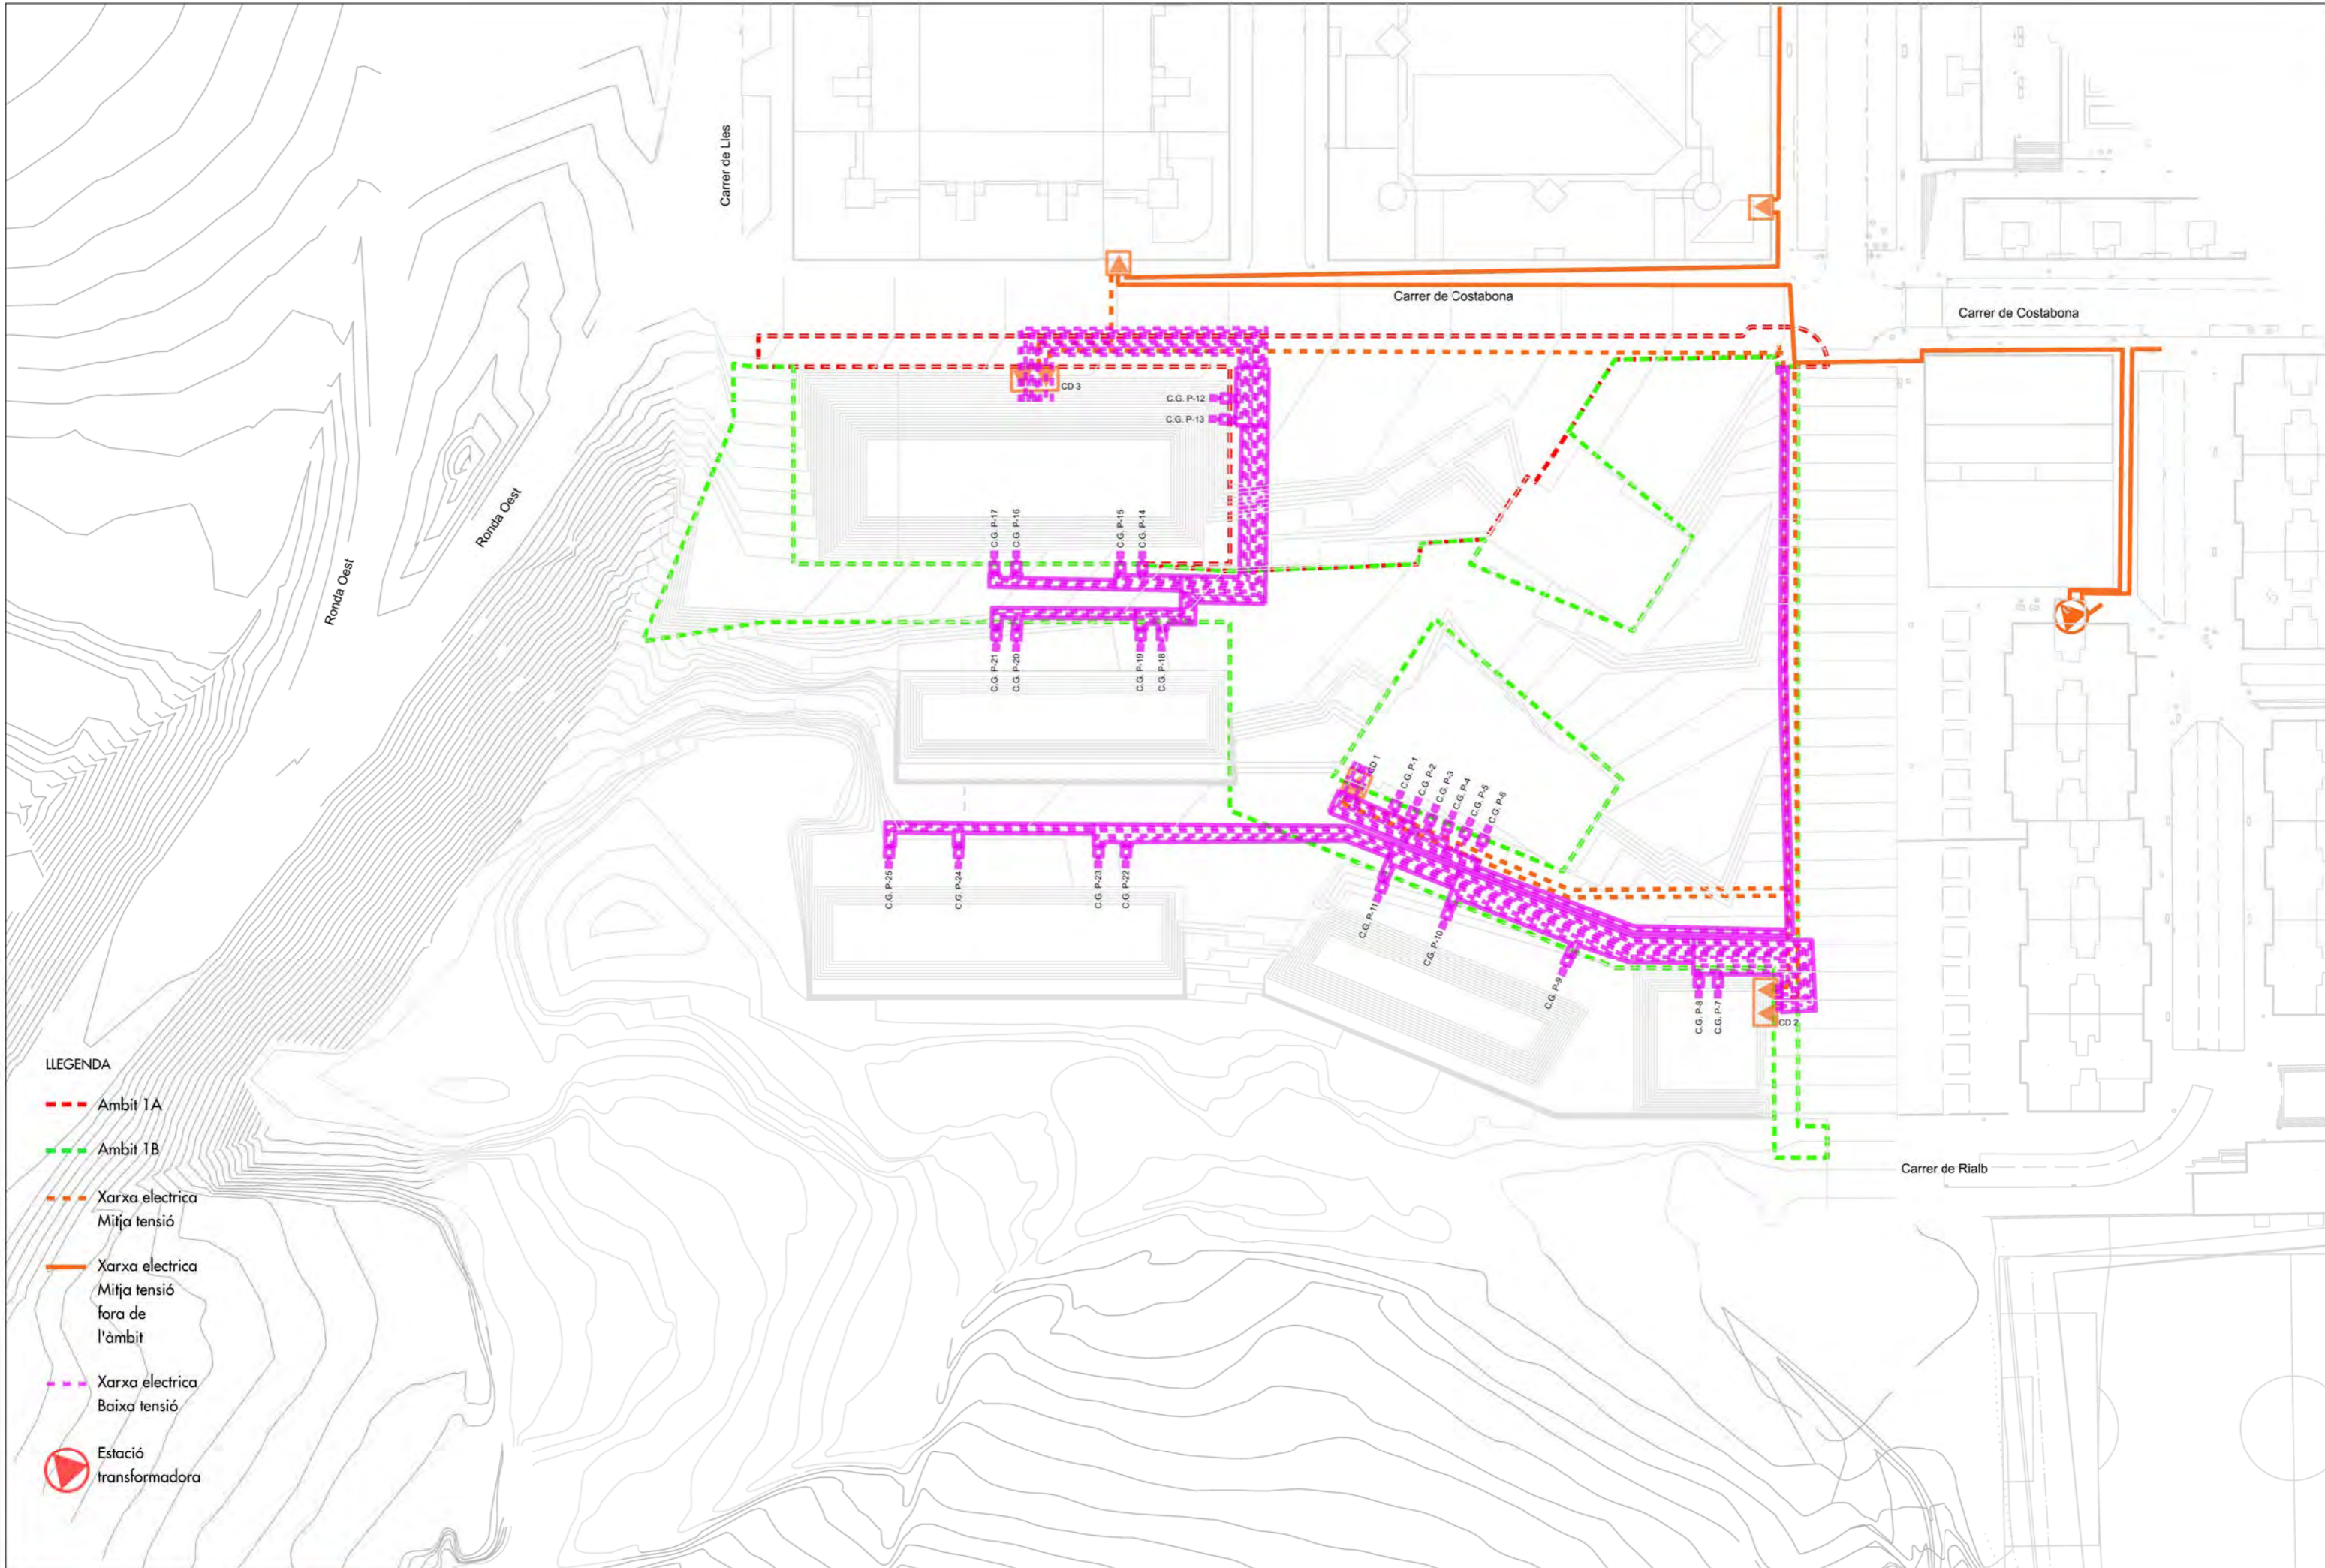 Carrer de Lles
Carrer de Costabona
Carrer de Costabona
CD 3
C.G. P-12
C.G. P-13
Ronda Oest
Ronda Oest
C.G. P-17
C.G. P-16
C.G. P-15
C.G. P-14
C.G. P-21
C.G. P-20
C.G. P-19
C.G. P-18
CD 1
C.G. P-1
C.G. P-2
C.G. P-3
C.G. P-4
C.G. P-5
C.G. P-6
C.G. P-25
C.G. P-24
C.G. P-23
C.G. P-22
C.G. P-11
C.G. P-10
C.G. P-9
C.G. P-8
C.G. P-7
CD 2
Carrer de Rialb
LLEGENDA
Ambit 1A
Ambit 1B
Xarxa electrica
Mitja tensió
Xarxa electrica
Mitja tensió
fora de
l'àmbit
Xarxa electrica
Baixa tensió
Estació
transformadora